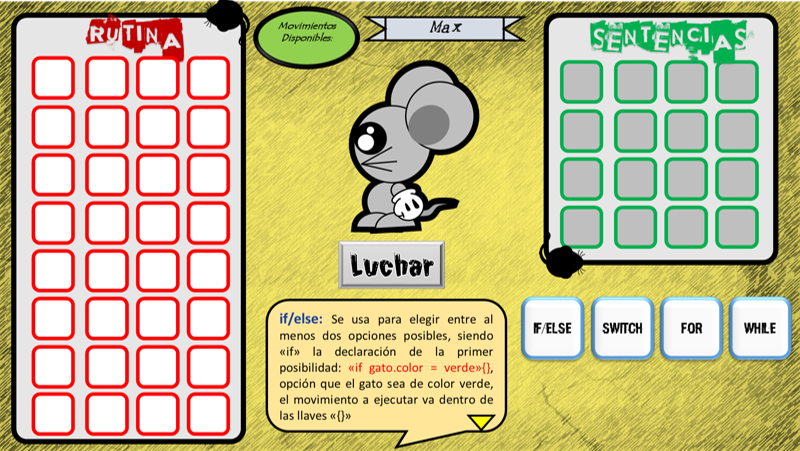 RUTINA
Movimientos
Disponibles:
Max
SENTENCIAS
Luchar
if/else: Se usa para elegir entre al
menos dos opciones posibles, siendo
«if» la declaración de la primer
posibilidad: «if gato.color = verde»{},
opción que el gato sea de color verde,
el movimiento a ejecutar va dentro de
las llaves «{}»
IF/ELSE
SWITCH
FOR
WHILE